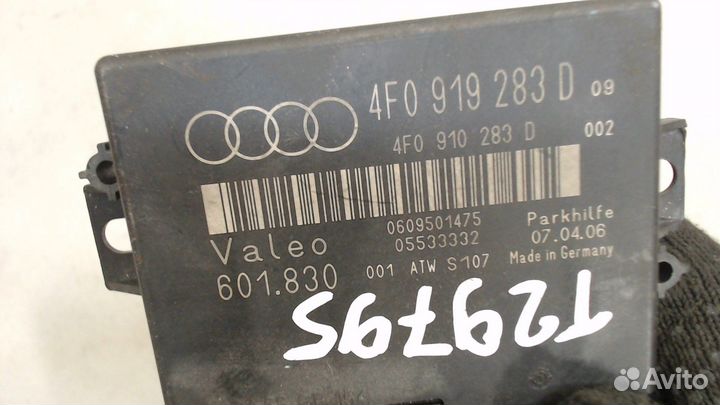 4F0 919 283 D 09
4F0 910 283 D 002
0609501475 Parkhilfe
Valeo 05533332 07.04.06
601.830 001 ATW S107 Made in Germany
T29795
Avito